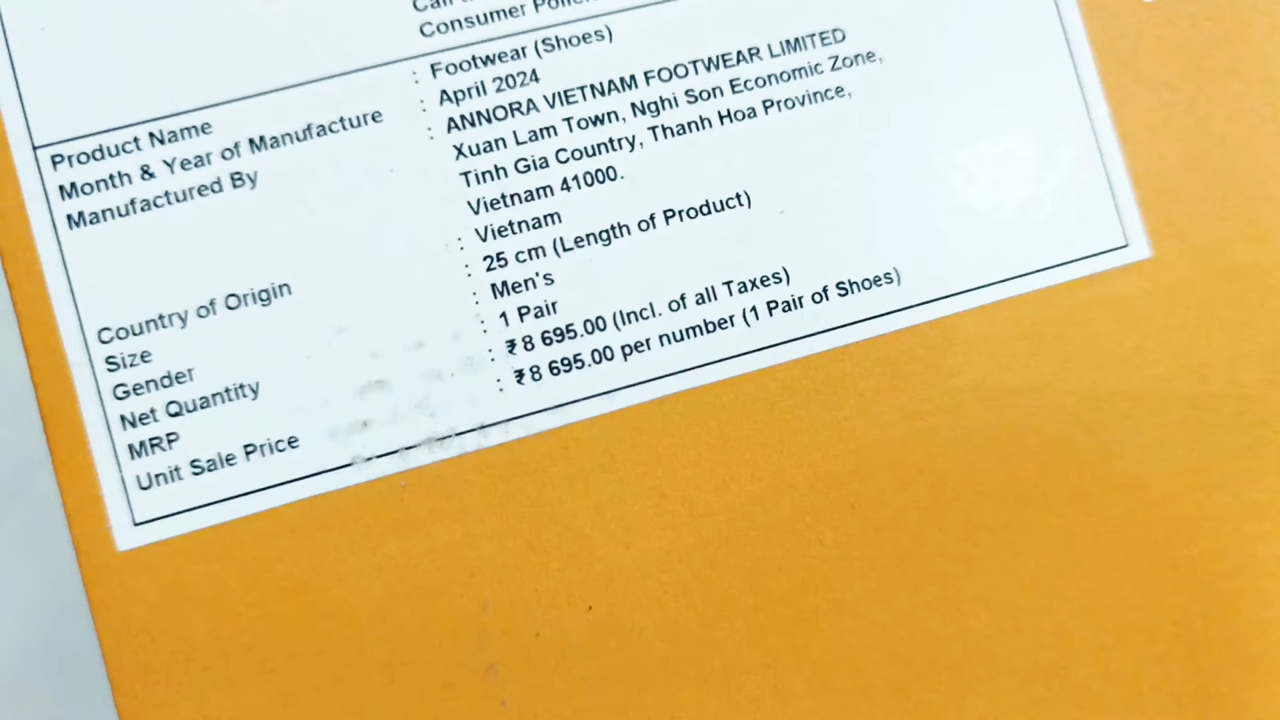 Consumer
Product Name : Footwear (Shoes)
Month & Year of Manufacture : April 2024
Manufactured By : ANNORA VIETNAM FOOTWEAR LIMITED
Xuan Lam Town, Nghi Son Economic Zone,
Tinh Gia Country, Thanh Hoa Province,
Vietnam 41000.
Country of Origin : Vietnam
Size : 25 cm (Length of Product)
Gender : Men's
Net Quantity : 1 Pair
MRP : ₹ 8 695.00 (Incl. of all Taxes)
Unit Sale Price : ₹ 8 695.00 per number (1 Pair of Shoes)